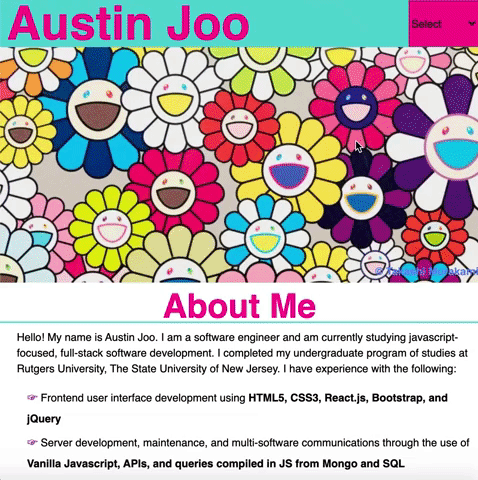 Austin Joo
Select
© Takashi Murakami
About Me
Hello! My name is Austin Joo. I am a software engineer and am currently studying javascript-
focused, full-stack software development. I completed my undergraduate program of studies at
Rutgers University, The State University of New Jersey. I have experience with the following:
☞ Frontend user interface development using HTML5, CSS3, React.js, Bootstrap, and
jQuery
☞ Server development, maintenance, and multi-software communications through the use of
Vanilla Javascript, APIs, and queries compiled in JS from Mongo and SQL